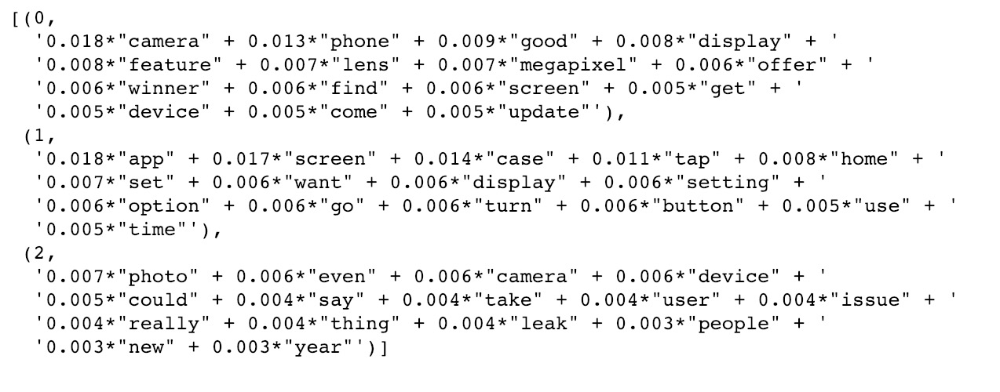 [(0,
'0.018*"camera" + 0.013*"phone" + 0.009*"good" + 0.008*"display" + '
'0.008*"feature" + 0.007*"lens" + 0.007*"megapixel" + 0.006*"offer" + '
'0.006*"winner" + 0.006*"find" + 0.006*"screen" + 0.005*"get" + '
'0.005*"device" + 0.005*"come" + 0.005*"update"'),
(1,
'0.018*"app" + 0.017*"screen" + 0.014*"case" + 0.011*"tap" + 0.008*"home" + '
'0.007*"set" + 0.006*"want" + 0.006*"display" + 0.006*"setting" + '
'0.006*"option" + 0.006*"go" + 0.006*"turn" + 0.006*"button" + 0.005*"use" + '
'0.005*"time"'),
(2,
'0.007*"photo" + 0.006*"even" + 0.006*"camera" + 0.006*"device" + '
'0.005*"could" + 0.004*"say" + 0.004*"take" + 0.004*"user" + 0.004*"issue" + '
'0.004*"really" + 0.004*"thing" + 0.004*"leak" + 0.003*"people" + '
'0.003*"new" + 0.003*"year"')]